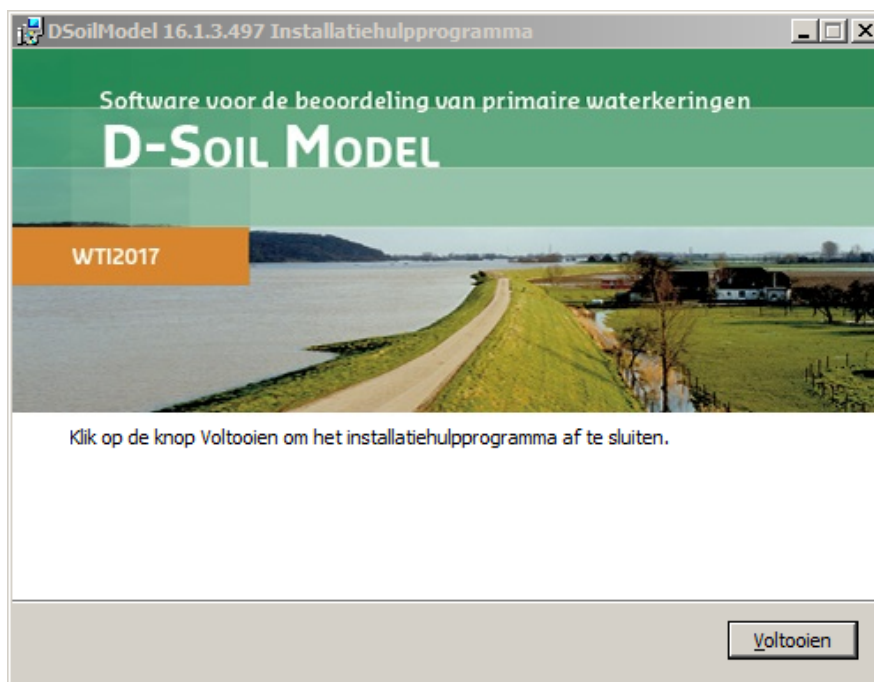 DSoilModel 16.1.3.497 Installatiehulpprogramma
Software voor de beoordeling van primaire waterkeringen
D-Soil Model
WTI2017
Klik op de knop Voltooien om het installatiehulpprogramma af te sluiten.
Voltooien